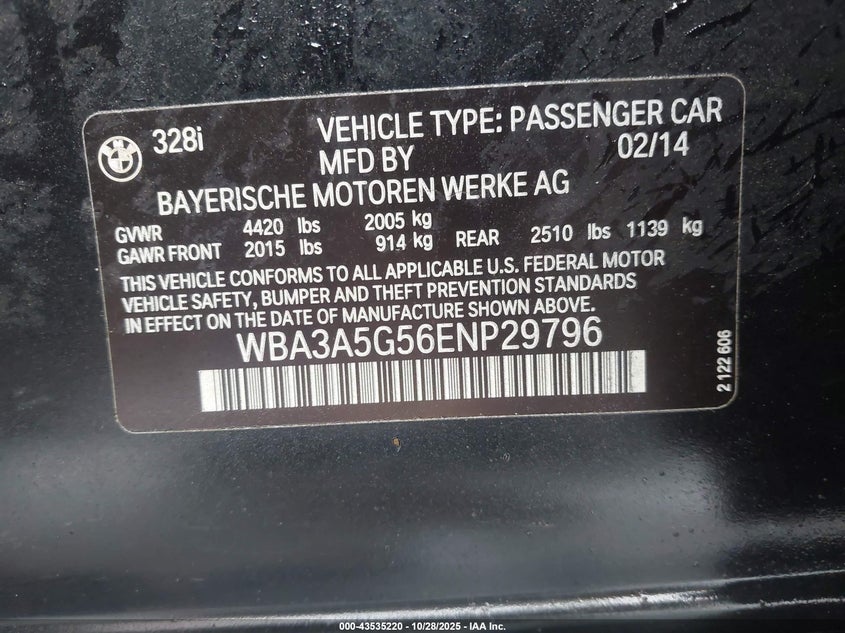 328i VEHICLE TYPE: PASSENGER CAR
MFD BY 02/14
BAYERISCHE MOTOREN WERKE AG
GVWR 4420 lbs 2005 kg
GAWR FRONT 2015 lbs 914 kg REAR 2510 lbs 1139 kg
THIS VEHICLE CONFORMS TO ALL APPLICABLE U.S. FEDERAL MOTOR
VEHICLE SAFETY, BUMPER AND THEFT PREVENTION STANDARDS
IN EFFECT ON THE DATE OF MANUFACTURE SHOWN ABOVE.
WBA3A5G56ENP29796
2 122 606
000-43535220 - 10/28/2025 - IAA Inc.